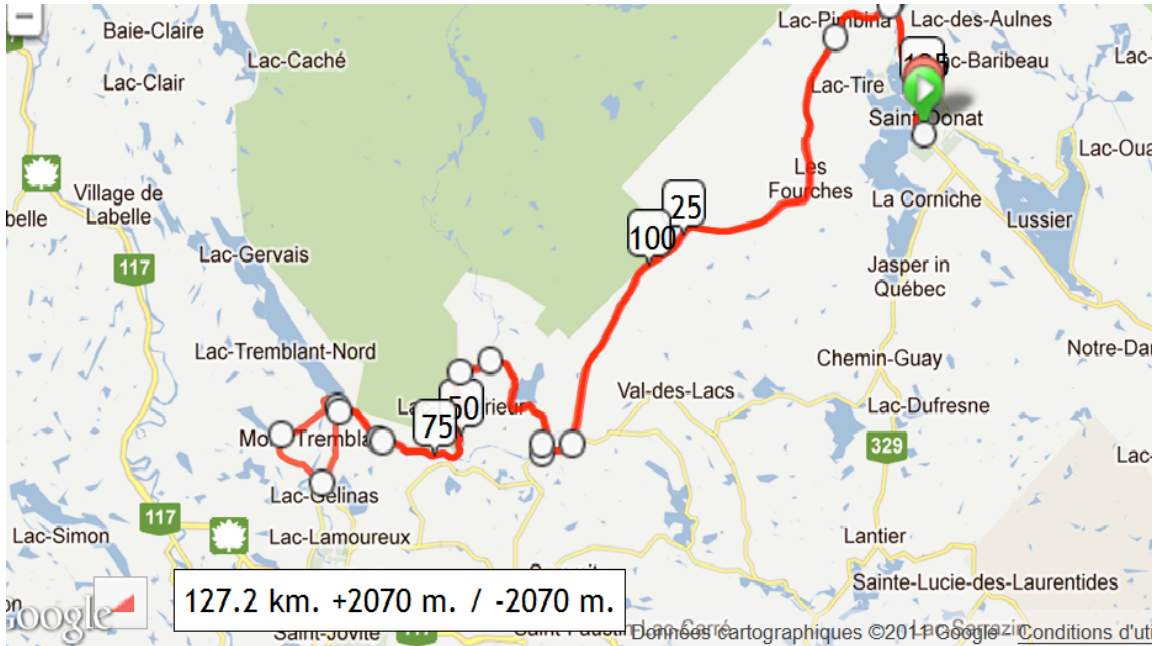 Lac-Pimbina
Lac-des-Aulnes
Baie-Claire
Lac-Caché
125
Lac-Baribeau
Lac-
Lac-Clair
Lac-Tire
Saint-Donat
Lac-Oua
Village de
Labelle
belle
Les
Fourches
La Corniche
25
Lussier
100
Lac-Gervais
117
Jasper in
Québec
Lac-Tremblant-Nord
Chemin-Guay
Notre-Da
Val-des-Lacs
50
Lac-Dufresne
75
329
Lac-
Lac-Gélinas
117
Lac-Simon
Lac-Lamoureux
Lantier
Sainte-Lucie-des-Laurentides
127.2 km. +2070 m. / -2070 m.
Google
Saint-Jovite
117
Données cartographiques ©2011 Google - Conditions d'uti